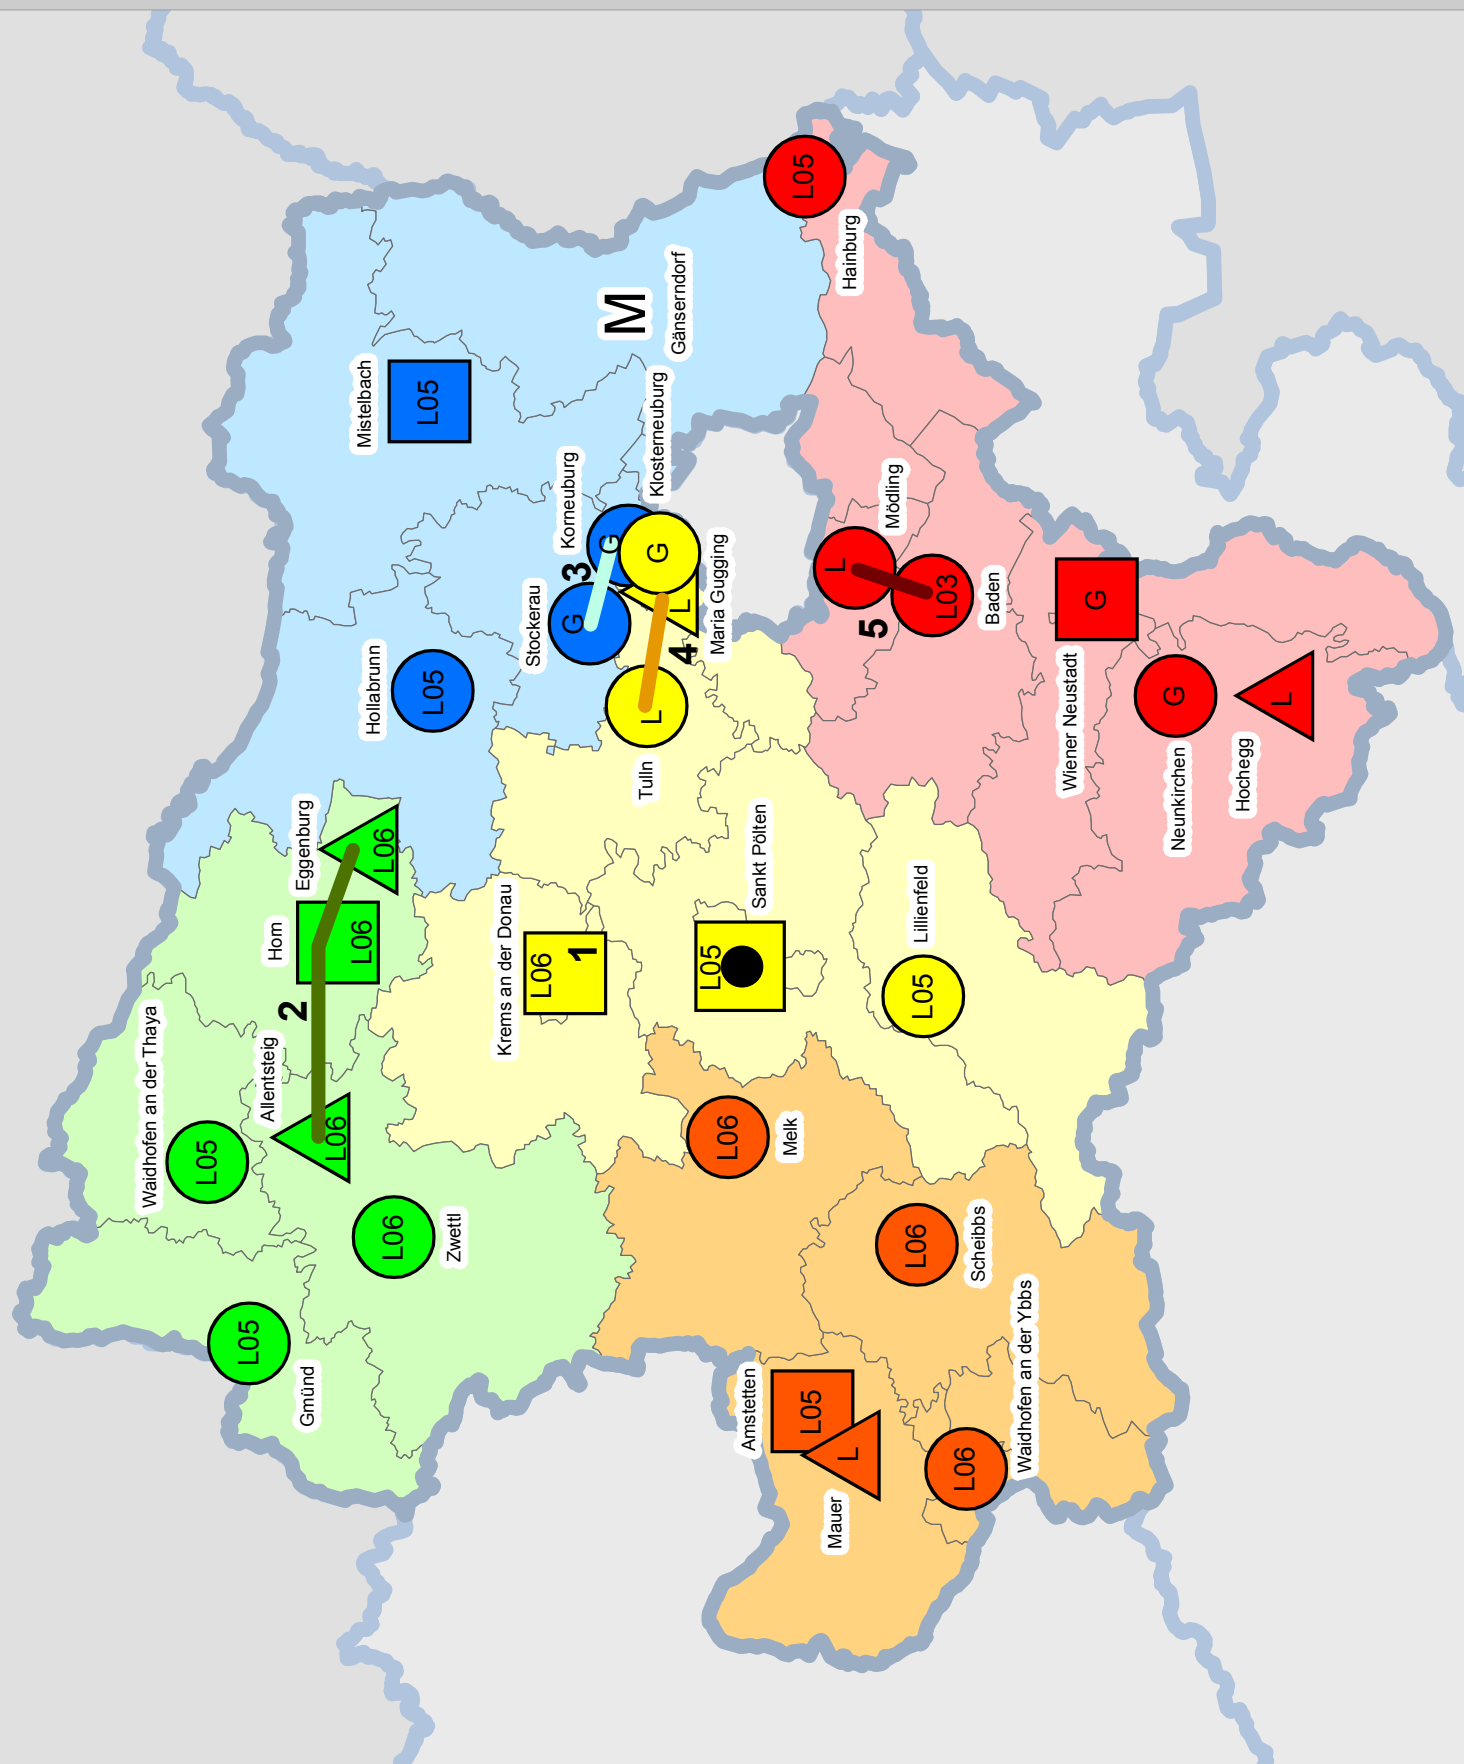 Waidhofen an der Thaya
L05
L05
Allentsteig
Horn
2
Eggenburg
Gmünd
L06
L06
Mistelbach
Hollabrunn
L06
L06
L05
L05
Zwettl
Krems an der Donau
Stockerau
L06
Korneuburg
G
3
1
G
M
Tulln
L
G
Klosterneuburg
Gänserndorf
L
4
L05
Maria Gugging
L06
Amstetten
Sankt Pölten
Melk
L05
L05
Mauer
L
L
Hainburg
5
Mödling
L06
Lillienfeld
L05
L03
L06
Scheibbs
Baden
Waidhofen an der Ybbs
Wiener Neustadt
G
G
Neunkirchen
Hochegg
L